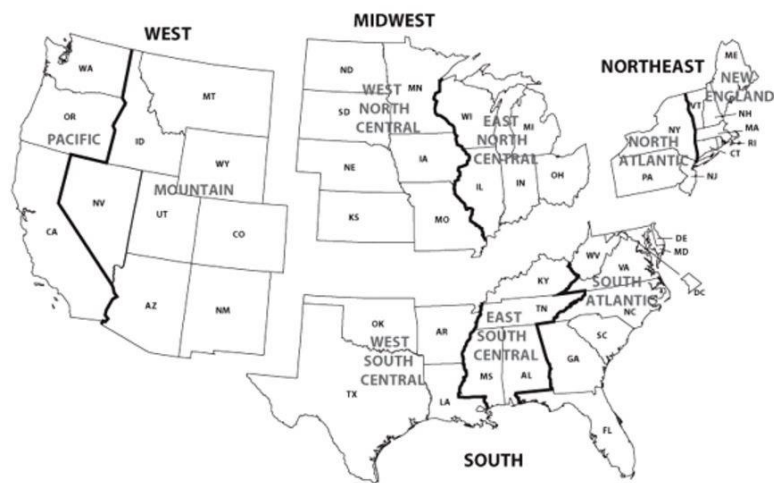 WEST
MIDWEST
NORTHEAST
SOUTH
WA
OR
PACIFIC
CA
NV
ID
MT
WY
MOUNTAIN
UT
CO
AZ
NM
ND
SD
NE
KS
MN
IA
MO
WEST
NORTH
CENTRAL
WI
MI
IL
IN
OH
EAST
NORTH
CENTRAL
ME
NEW
ENGLAND
VT
NH
MA
RI
CT
NY
NORTH
ATLANTIC
PA
NJ
OK
AR
TX
LA
WEST
SOUTH
CENTRAL
KY
TN
EAST
SOUTH
CENTRAL
MS
AL
DE
MD
WV
VA
DC
SOUTH
ATLANTIC
NC
SC
GA
FL